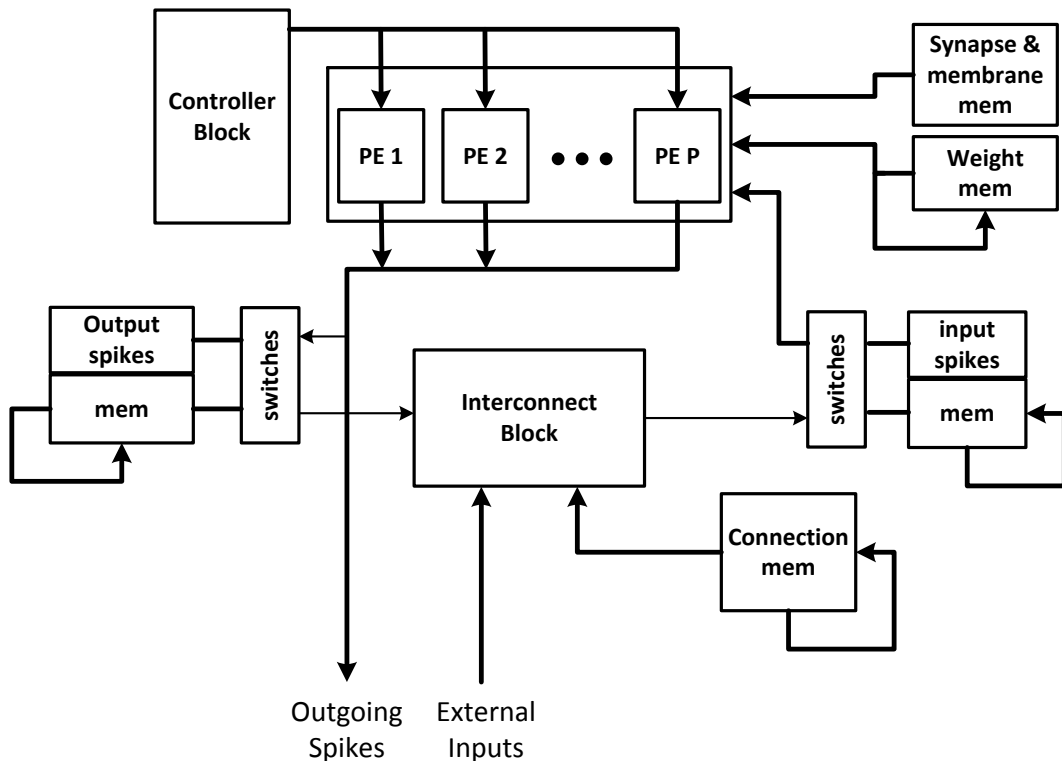 Controller
Block
PE 1
PE 2
PE P
Synapse &
membrane
mem
Weight
mem
Output
spikes
mem
switches
Interconnect
Block
switches
input
spikes
mem
Connection
mem
Outgoing
Spikes
External
Inputs